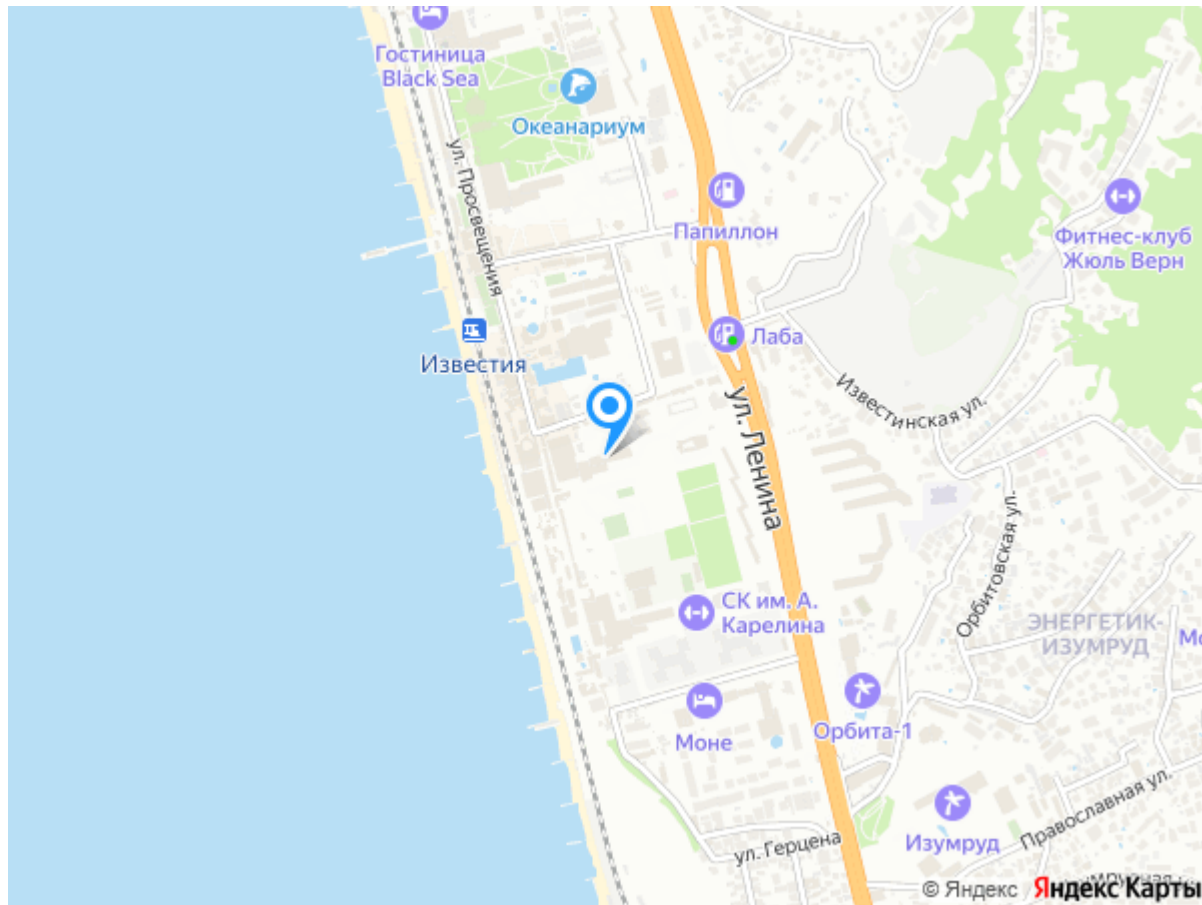 Гостиница
Black Sea
Океанариум
ул. Просвещения
Папиллон
Фитнес-клуб
Жюль Верн
Лаба
Известия
Известинская ул.
ул. Ленина
Орбитовская ул.
СК им. А.
Карелина
ЭНЕРГЕТИК-
ИЗУМРУД
Моне
Орбита-1
Изумруд
Православная ул.
ул. Герцена
© Яндекс Яндекс Карты